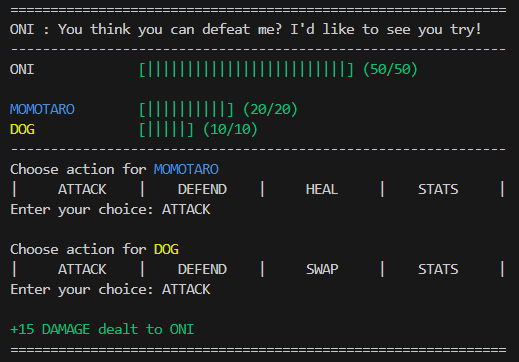 ==============================================================
ONI : You think you can defeat me? I'd like to see you try!
--------------------------------------------------------------
ONI [|||||||||||||||||||||||||] (50/50)
MOMOTARO [||||||||||] (20/20)
DOG [|||||] (10/10)
--------------------------------------------------------------
Choose action for MOMOTARO
| ATTACK | DEFEND | HEAL | STATS |
Enter your choice: ATTACK
Choose action for DOG
| ATTACK | DEFEND | SWAP | STATS |
Enter your choice: ATTACK
+15 DAMAGE dealt to ONI
==============================================================